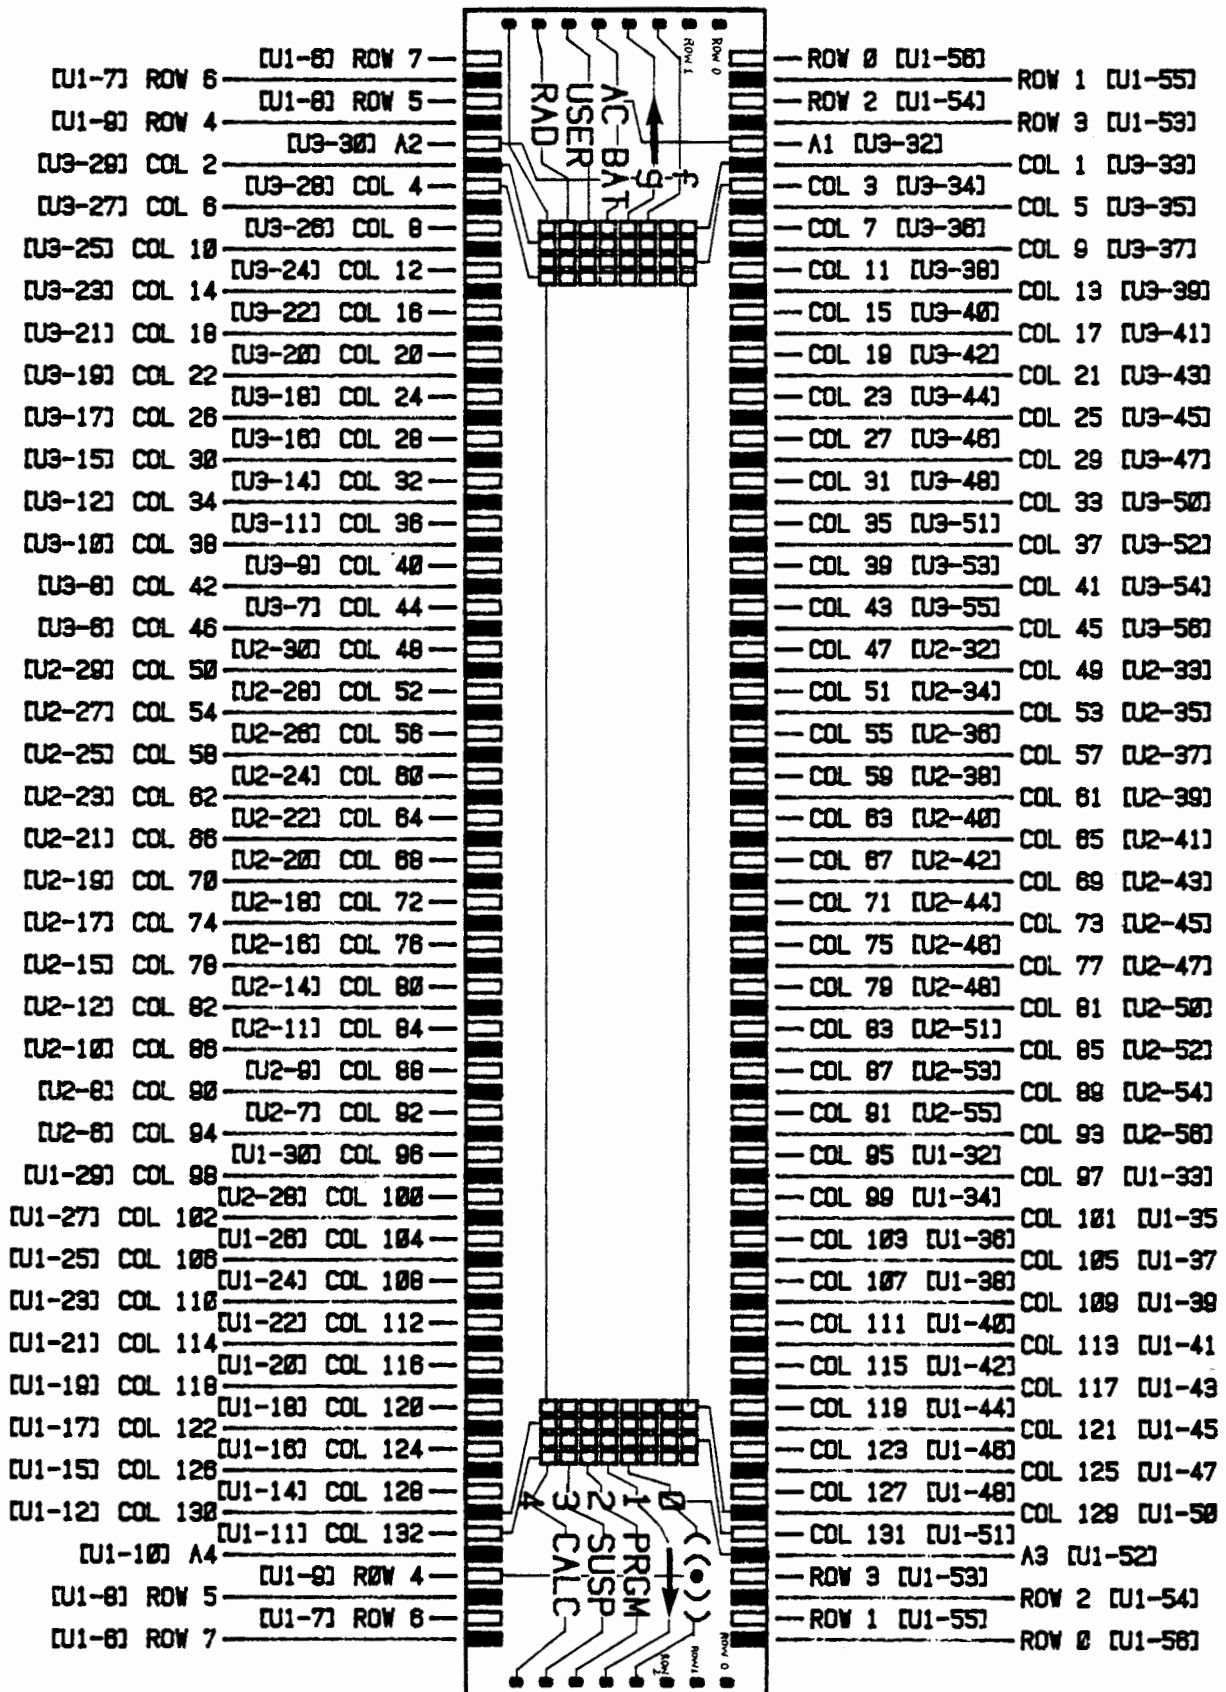 ROW 1
ROW 0
RAD
USER
AC-BAT
g
f
[U1-6] ROW 7
ROW 0 [U1-56]
[U1-7] ROW 6
ROW 1 [U1-55]
[U1-8] ROW 5
ROW 2 [U1-54]
[U1-9] ROW 4
ROW 3 [U1-53]
[U3-30] A2
A1 [U3-32]
[U3-29] COL 2
COL 1 [U3-33]
[U3-28] COL 4
COL 3 [U3-34]
[U3-27] COL 6
COL 5 [U3-35]
[U3-26] COL 8
COL 7 [U3-36]
[U3-25] COL 10
COL 9 [U3-37]
[U3-24] COL 12
COL 11 [U3-38]
[U3-23] COL 14
COL 13 [U3-39]
[U3-22] COL 16
COL 15 [U3-40]
[U3-21] COL 18
COL 17 [U3-41]
[U3-20] COL 20
COL 19 [U3-42]
[U3-19] COL 22
COL 21 [U3-43]
[U3-18] COL 24
COL 23 [U3-44]
[U3-17] COL 26
COL 25 [U3-45]
[U3-16] COL 28
COL 27 [U3-46]
[U3-15] COL 30
COL 29 [U3-47]
[U3-14] COL 32
COL 31 [U3-48]
[U3-12] COL 34
COL 33 [U3-50]
[U3-11] COL 36
COL 35 [U3-51]
[U3-10] COL 38
COL 37 [U3-52]
[U3-9] COL 40
COL 39 [U3-53]
[U3-8] COL 42
COL 41 [U3-54]
[U3-7] COL 44
COL 43 [U3-55]
[U3-6] COL 46
COL 45 [U3-56]
[U2-30] COL 48
COL 47 [U2-32]
[U2-29] COL 50
COL 49 [U2-33]
[U2-28] COL 52
COL 51 [U2-34]
[U2-27] COL 54
COL 53 [U2-35]
[U2-26] COL 56
COL 55 [U2-36]
[U2-25] COL 58
COL 57 [U2-37]
[U2-24] COL 60
COL 59 [U2-38]
[U2-23] COL 62
COL 61 [U2-39]
[U2-22] COL 64
COL 63 [U2-40]
[U2-21] COL 66
COL 65 [U2-41]
[U2-20] COL 68
COL 67 [U2-42]
[U2-19] COL 70
COL 69 [U2-43]
[U2-18] COL 72
COL 71 [U2-44]
[U2-17] COL 74
COL 73 [U2-45]
[U2-16] COL 76
COL 75 [U2-46]
[U2-15] COL 78
COL 77 [U2-47]
[U2-14] COL 80
COL 79 [U2-48]
[U2-12] COL 82
COL 81 [U2-50]
[U2-11] COL 84
COL 83 [U2-51]
[U2-10] COL 86
COL 85 [U2-52]
[U2-9] COL 88
COL 87 [U2-53]
[U2-8] COL 90
COL 89 [U2-54]
[U2-7] COL 92
COL 91 [U2-55]
[U2-6] COL 94
COL 93 [U2-56]
[U1-30] COL 96
COL 95 [U1-32]
[U1-29] COL 98
COL 97 [U1-33]
[U2-28] COL 100
COL 99 [U1-34]
[U1-27] COL 102
COL 101 [U1-35
[U1-26] COL 104
COL 103 [U1-36]
[U1-25] COL 106
COL 105 [U1-37
[U1-24] COL 108
COL 107 [U1-38]
[U1-23] COL 110
COL 109 [U1-39
[U1-22] COL 112
COL 111 [U1-40]
[U1-21] COL 114
COL 113 [U1-41
[U1-20] COL 116
COL 115 [U1-42]
[U1-19] COL 118
COL 117 [U1-43
[U1-18] COL 120
COL 119 [U1-44]
[U1-17] COL 122
COL 121 [U1-45
[U1-16] COL 124
COL 123 [U1-46]
[U1-15] COL 126
COL 125 [U1-47
[U1-14] COL 128
COL 127 [U1-48]
[U1-12] COL 130
COL 129 [U1-50
[U1-11] COL 132
COL 131 [U1-51]
[U1-10] A4
A3 [U1-52]
[U1-9] ROW 4
ROW 3 [U1-53]
[U1-8] ROW 5
ROW 2 [U1-54]
[U1-7] ROW 6
ROW 1 [U1-55]
[U1-6] ROW 7
ROW 0 [U1-56]
4 3 2 1 0
CALC
SUSP
PRGM
((•))
ROW 2
ROW 1
ROW 0